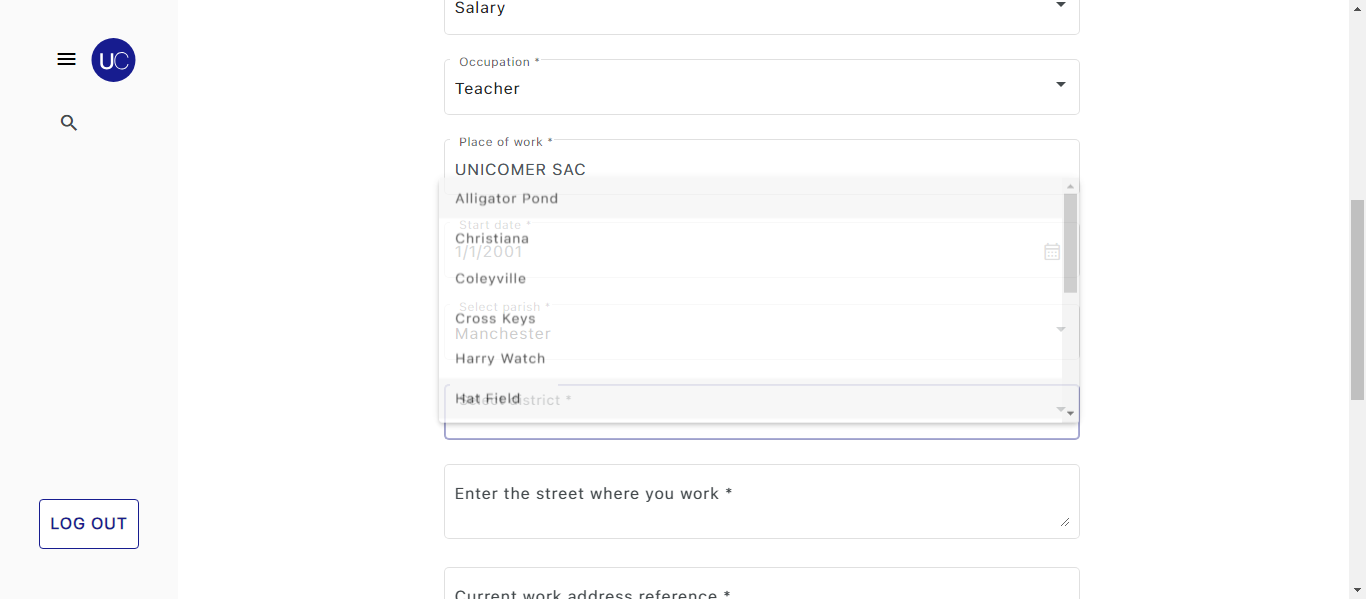 Salary
UC
Occupation *
Teacher
Place of work *
UNICOMER SAC
Alligator Pond
Start date *
Christiana
1/1/2001
Coleyville
Select parish *
Cross Keys
Manchester
Harry Watch
Hat Field
Select district *
Enter the street where you work *
LOG OUT
Current work address reference *